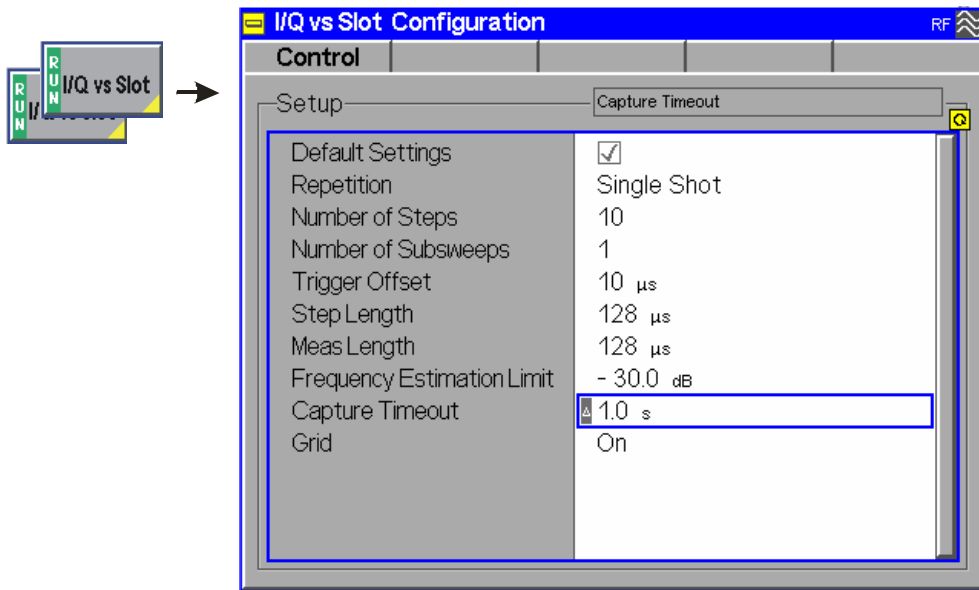 I/Q vs Slot Configuration RF
Control
RUN I/Q vs Slot
RUN I/
Setup Capture Timeout
Default Settings
Repetition Single Shot
Number of Steps 10
Number of Subsweeps 1
Trigger Offset 10 µs
Step Length 128 µs
Meas Length 128 µs
Frequency Estimation Limit - 30.0 dB
Capture Timeout 1.0 s
Grid On